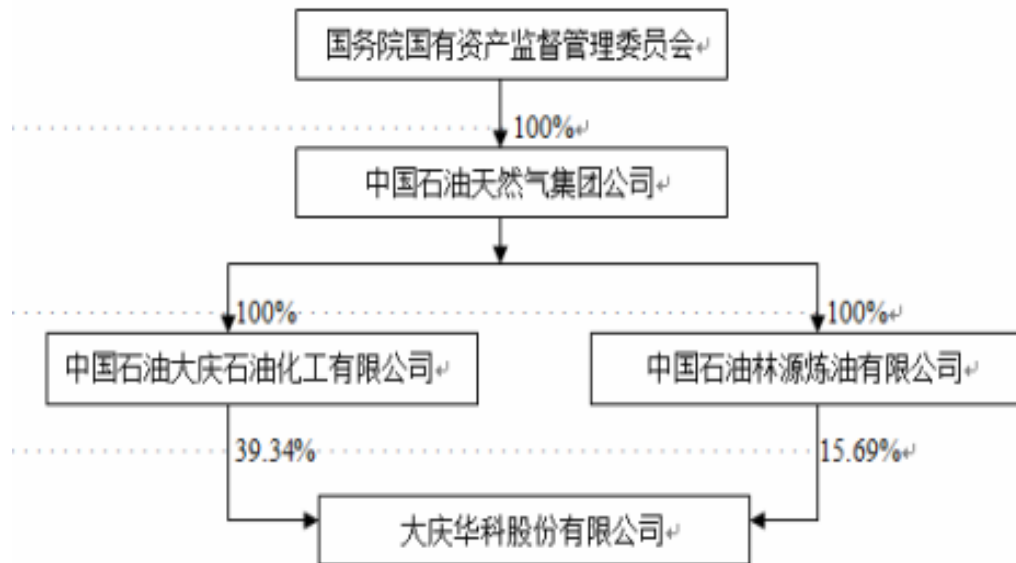 国务院国有资产监督管理委员会
100%
中国石油天然气集团公司
100% 100%
中国石油大庆石油化工有限公司 中国石油林源炼油有限公司
39.34% 15.69%
大庆华科股份有限公司